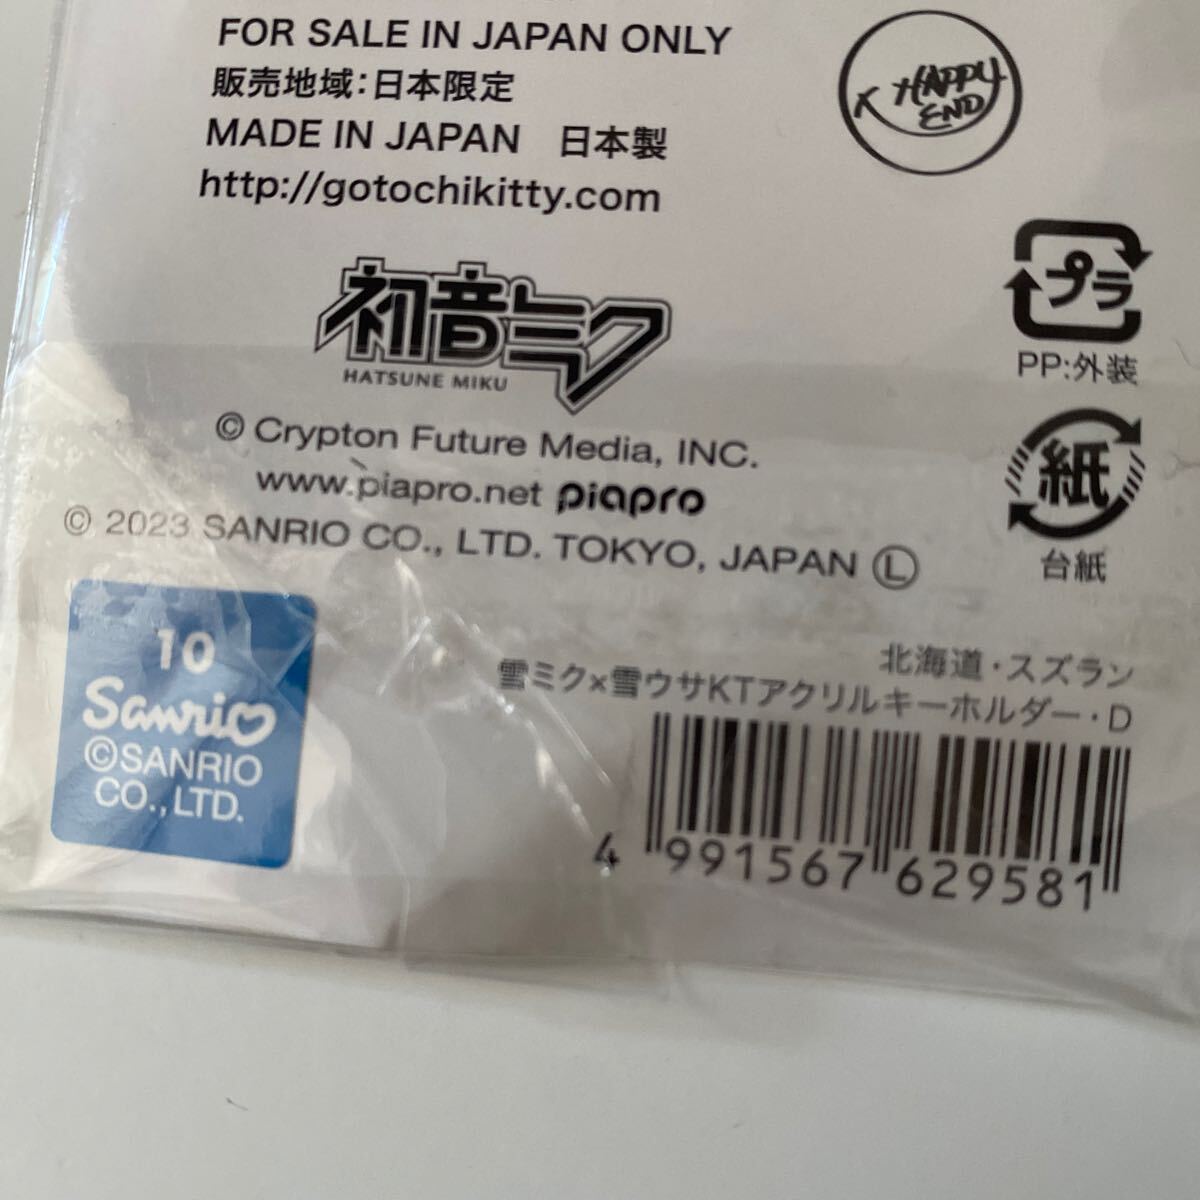 FOR SALE IN JAPAN ONLY
販売地域：日本限定
MADE IN JAPAN 日本製
http://gotochikitty.com
HAPPY
END
初音ミク
HATSUNE MIKU
プラ
PP:外装
© Crypton Future Media, INC.
www.piapro.net piapro
© 2023 SANRIO CO., LTD. TOKYO, JAPAN Ⓛ
紙
台紙
10
Sanrio
©SANRIO
CO.,LTD.
北海道・スズラン
雪ミク×雪ウサKTアクリルキーホルダー・D
4 991567 629581